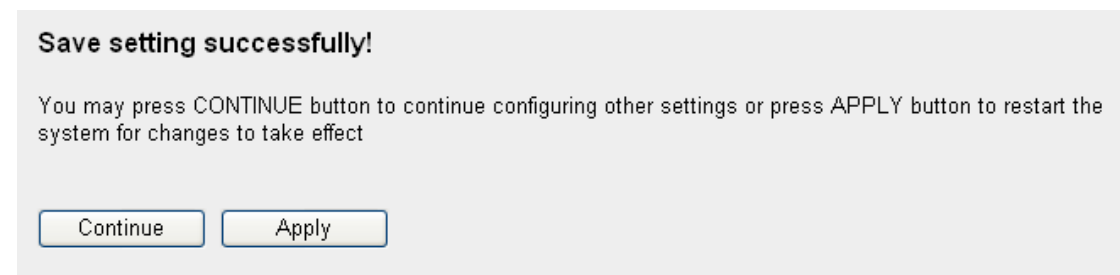 Save setting successfully!
You may press CONTINUE button to continue configuring other settings or press APPLY button to restart the
system for changes to take effect
Continue Apply